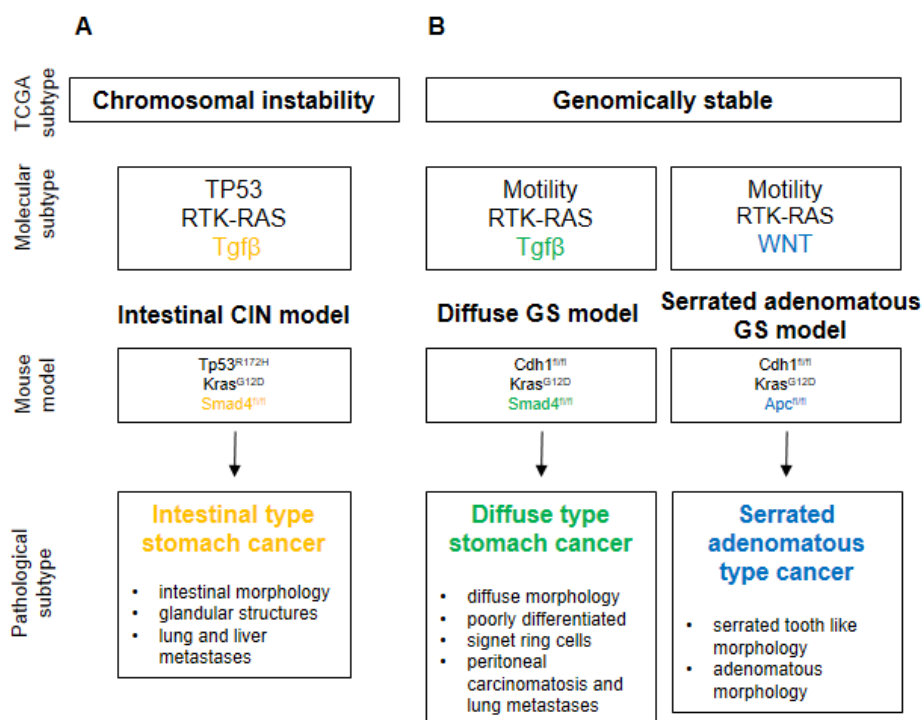 A
B
TCGA
subtype
Chromosomal instability
Genomically stable
Molecular
subtype
TP53
RTK-RAS
Tgfβ
Motility
RTK-RAS
Tgfβ
Motility
RTK-RAS
WNT
Mouse
model
Intestinal CIN model
Diffuse GS model
Serrated adenomatous
GS model
Tp53R172H
KrasG12D
Smad4fl/fl
Cdh1fl/fl
KrasG12D
Smad4fl/fl
Cdh1fl/fl
KrasG12D
Apcfl/fl
Pathological
subtype
Intestinal type
stomach cancer
• intestinal morphology
• glandular structures
• lung and liver
metastases
Diffuse type
stomach cancer
• diffuse morphology
• poorly differentiated
• signet ring cells
• peritoneal
carcinomatosis and
lung metastases
Serrated
adenomatous
type cancer
• serrated tooth like
morphology
• adenomatous
morphology